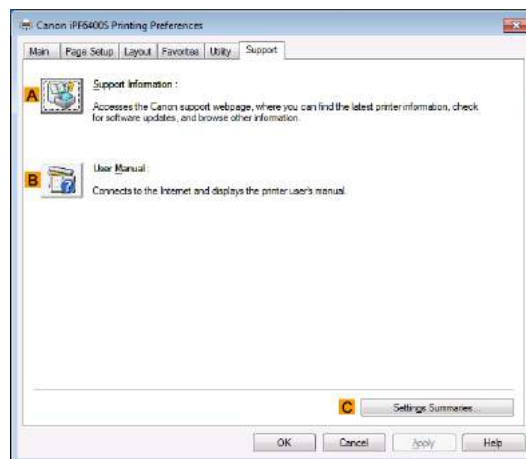 Canon iPF6400S Printing Preferences
Main Page Setup Layout Favorites Utility Support
A
Support Information :
Accesses the Canon support webpage, where you can find the latest printer information, check
for software updates, and browse other information.
B
User Manual :
Connects to the Internet and displays the printer user's manual.
C Settings Summaries...
OK Cancel Apply Help